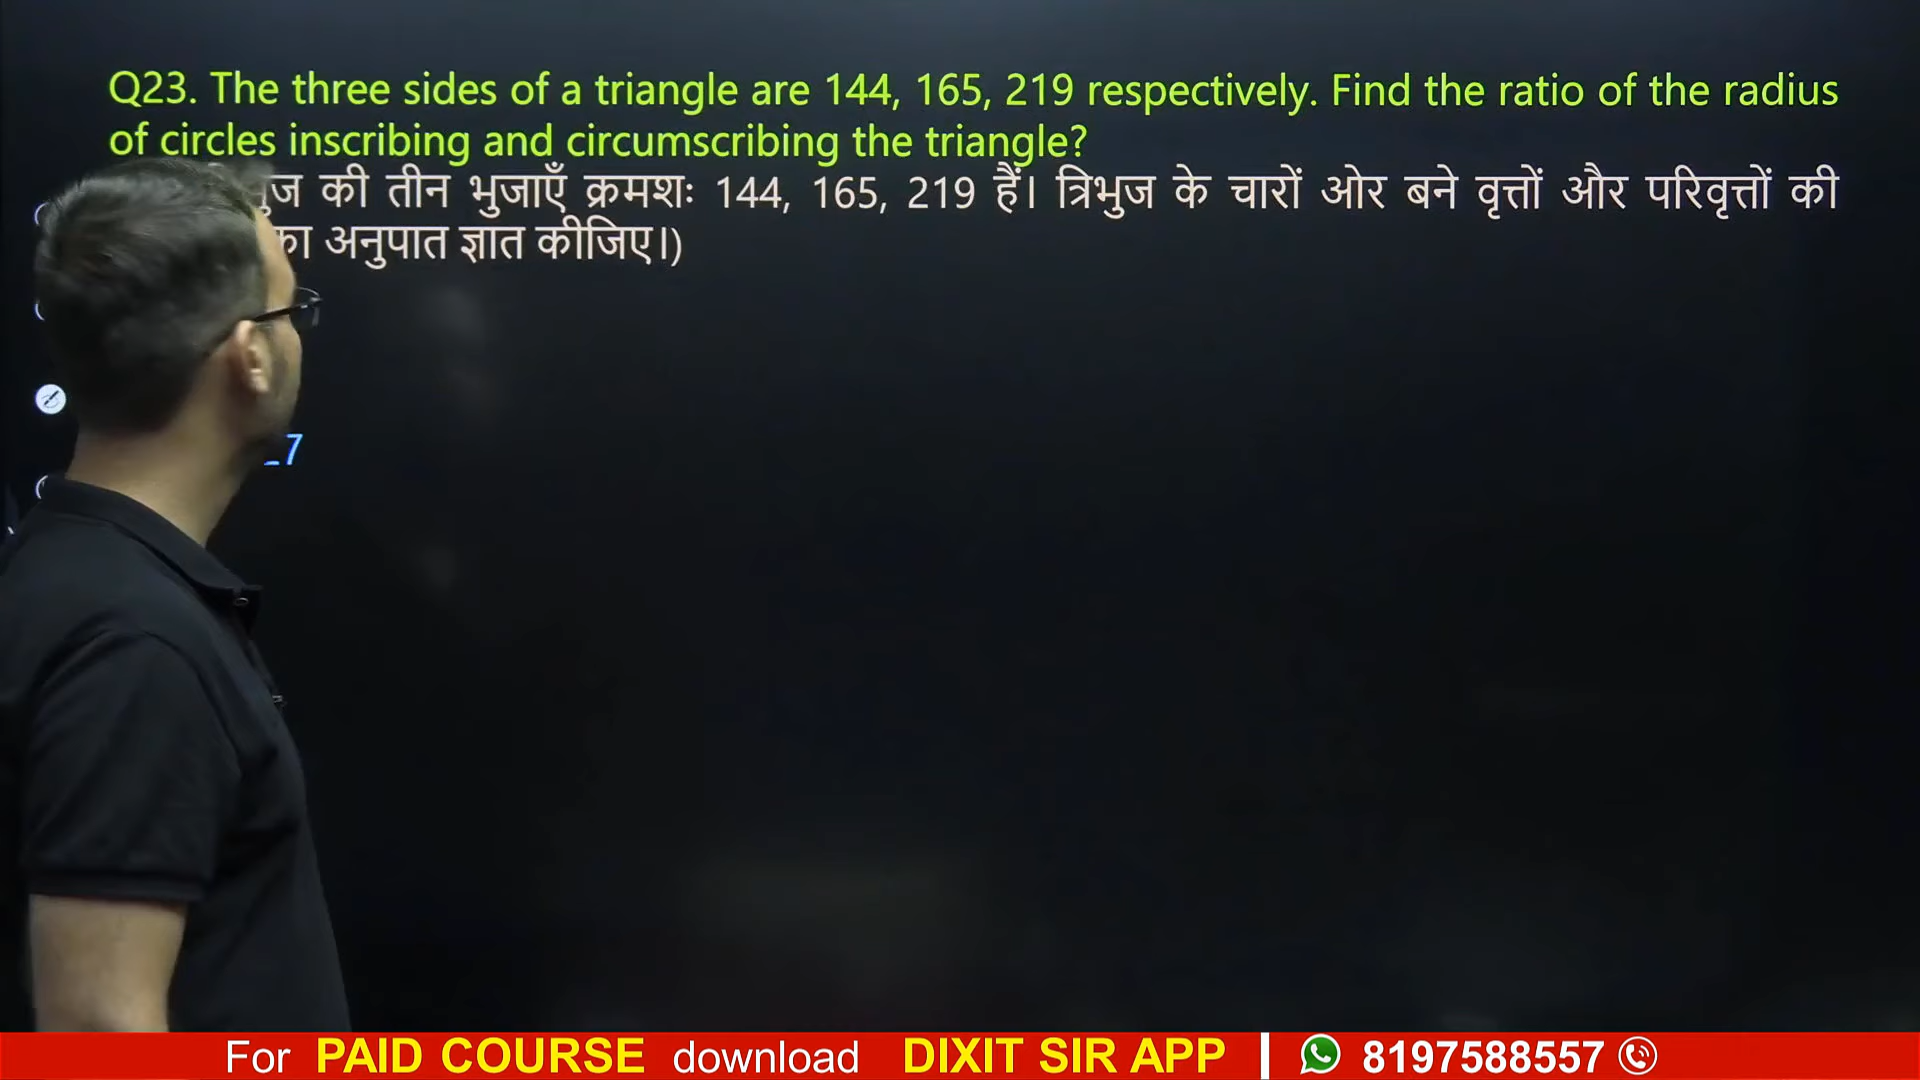 Q23. The three sides of a triangle are 144, 165, 219 respectively. Find the ratio of the radius
of circles inscribing and circumscribing the triangle?
की तीन भुजाएँ क्रमशः 144, 165, 219 हैं। त्रिभुज के चारों ओर बने वृत्तों और परिवृत्तों की
का अनुपात ज्ञात कीजिए।)
7
For PAID COURSE download DIXIT SIR APP | 8197588557